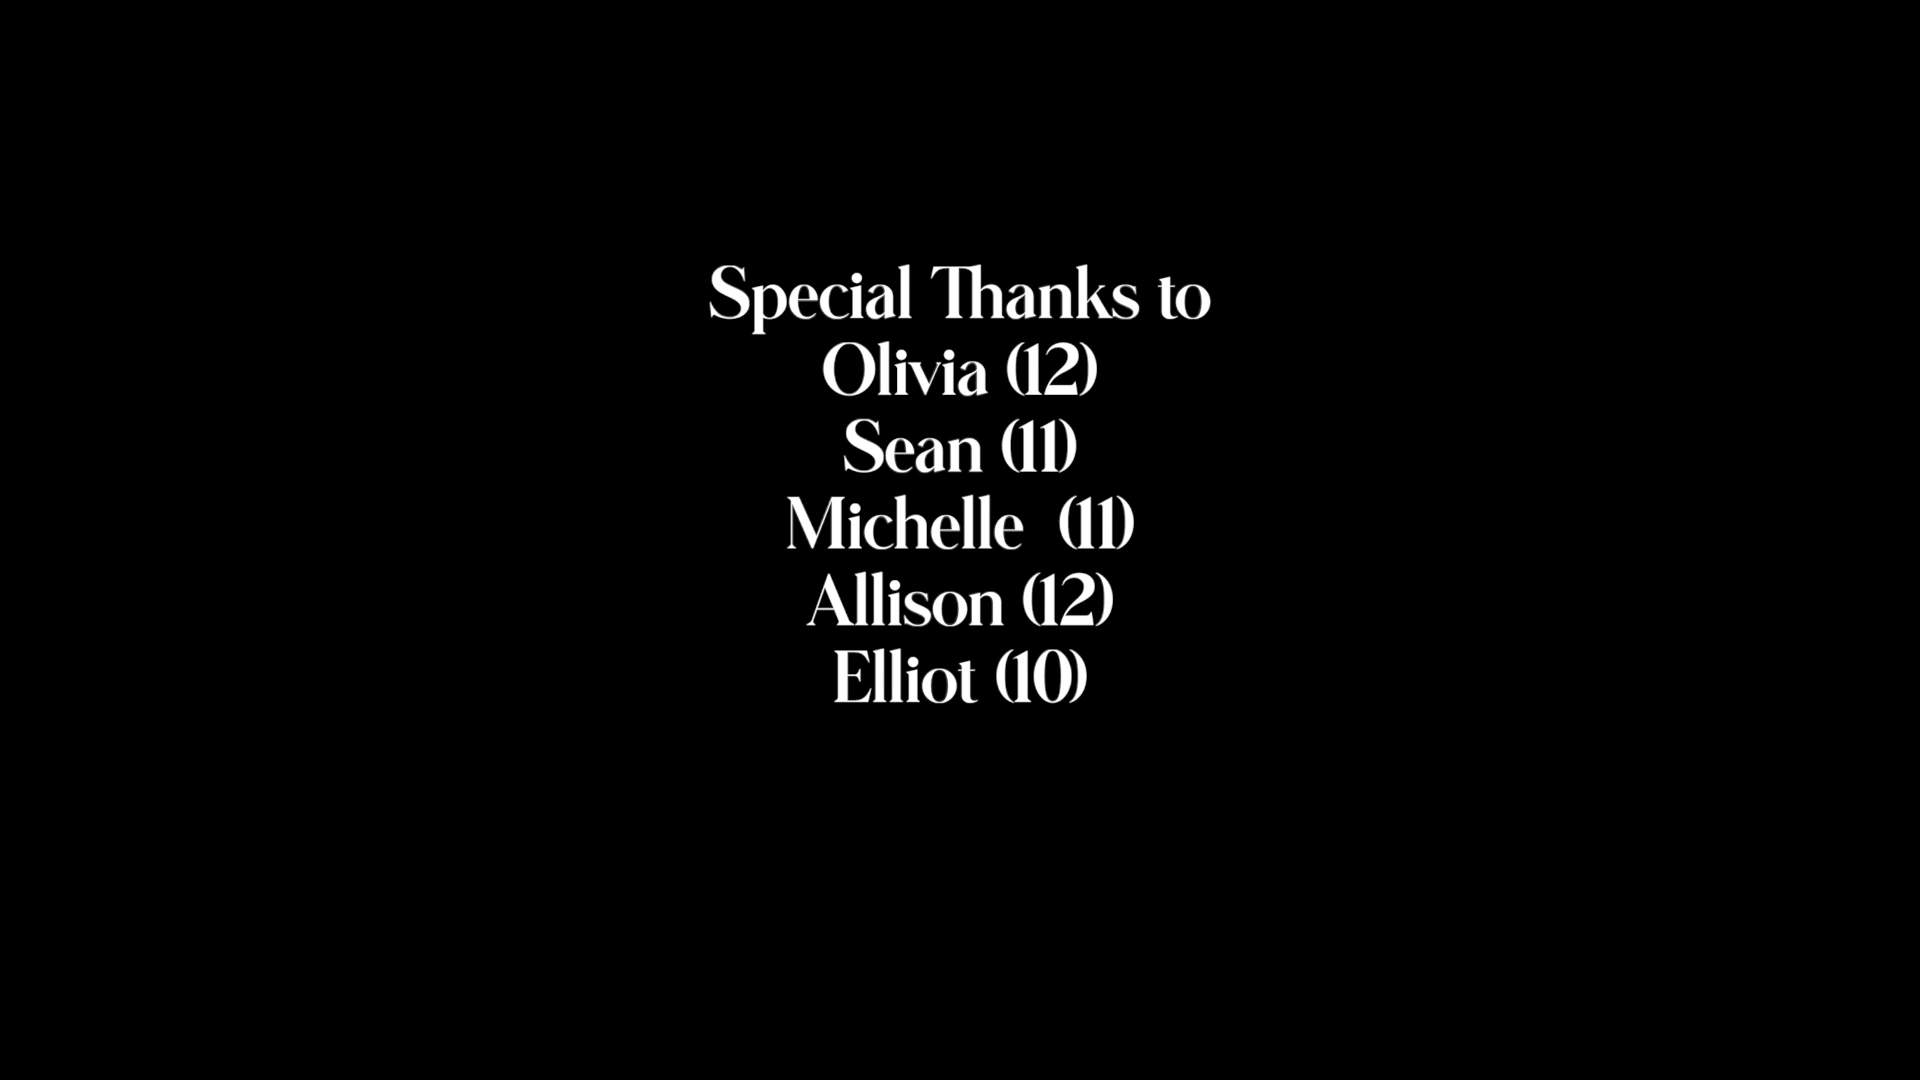 Special Thanks to
Olivia (12)
Sean (11)
Michelle  (11)
Allison (12)
Elliot (10)